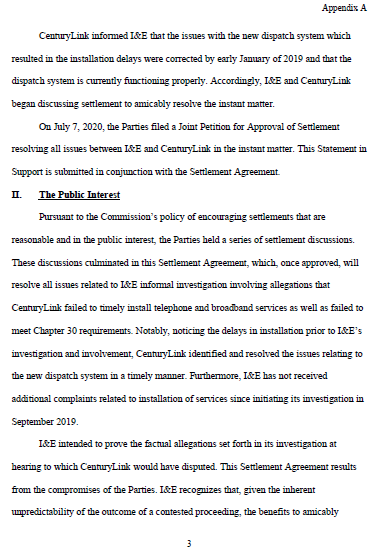 Appendix A
CenturyLink informed I&E that the issues with the new dispatch system which
resulted in the installation delays were corrected by early January of 2019 and that the
dispatch system is currently functioning properly. Accordingly, I&E and CenturyLink
began discussing settlement to amicably resolve the instant matter.
On July 7, 2020, the Parties filed a Joint Petition for Approval of Settlement
resolving all issues between I&E and CenturyLink in the instant matter. This Statement in
Support is submitted in conjunction with the Settlement Agreement.
II. The Public Interest
Pursuant to the Commission's policy of encouraging settlements that are
reasonable and in the public interest, the Parties held a series of settlement discussions.
These discussions culminated in this Settlement Agreement, which, once approved, will
resolve all issues related to I&E informal investigation involving allegations that
CenturyLink failed to timely install telephone and broadband services as well as failed to
meet Chapter 30 requirements. Notably, noticing the delays in installation prior to I&E's
investigation and involvement, CenturyLink identified and resolved the issues relating to
the new dispatch system in a timely manner. Furthermore, I&E has not received
additional complaints related to installation of services since initiating its investigation in
September 2019.
I&E intended to prove the factual allegations set forth in its investigation at
hearing to which CenturyLink would have disputed. This Settlement Agreement results
from the compromises of the Parties. I&E recognizes that, given the inherent
unpredictability of the outcome of a contested proceeding, the benefits to amicably
3